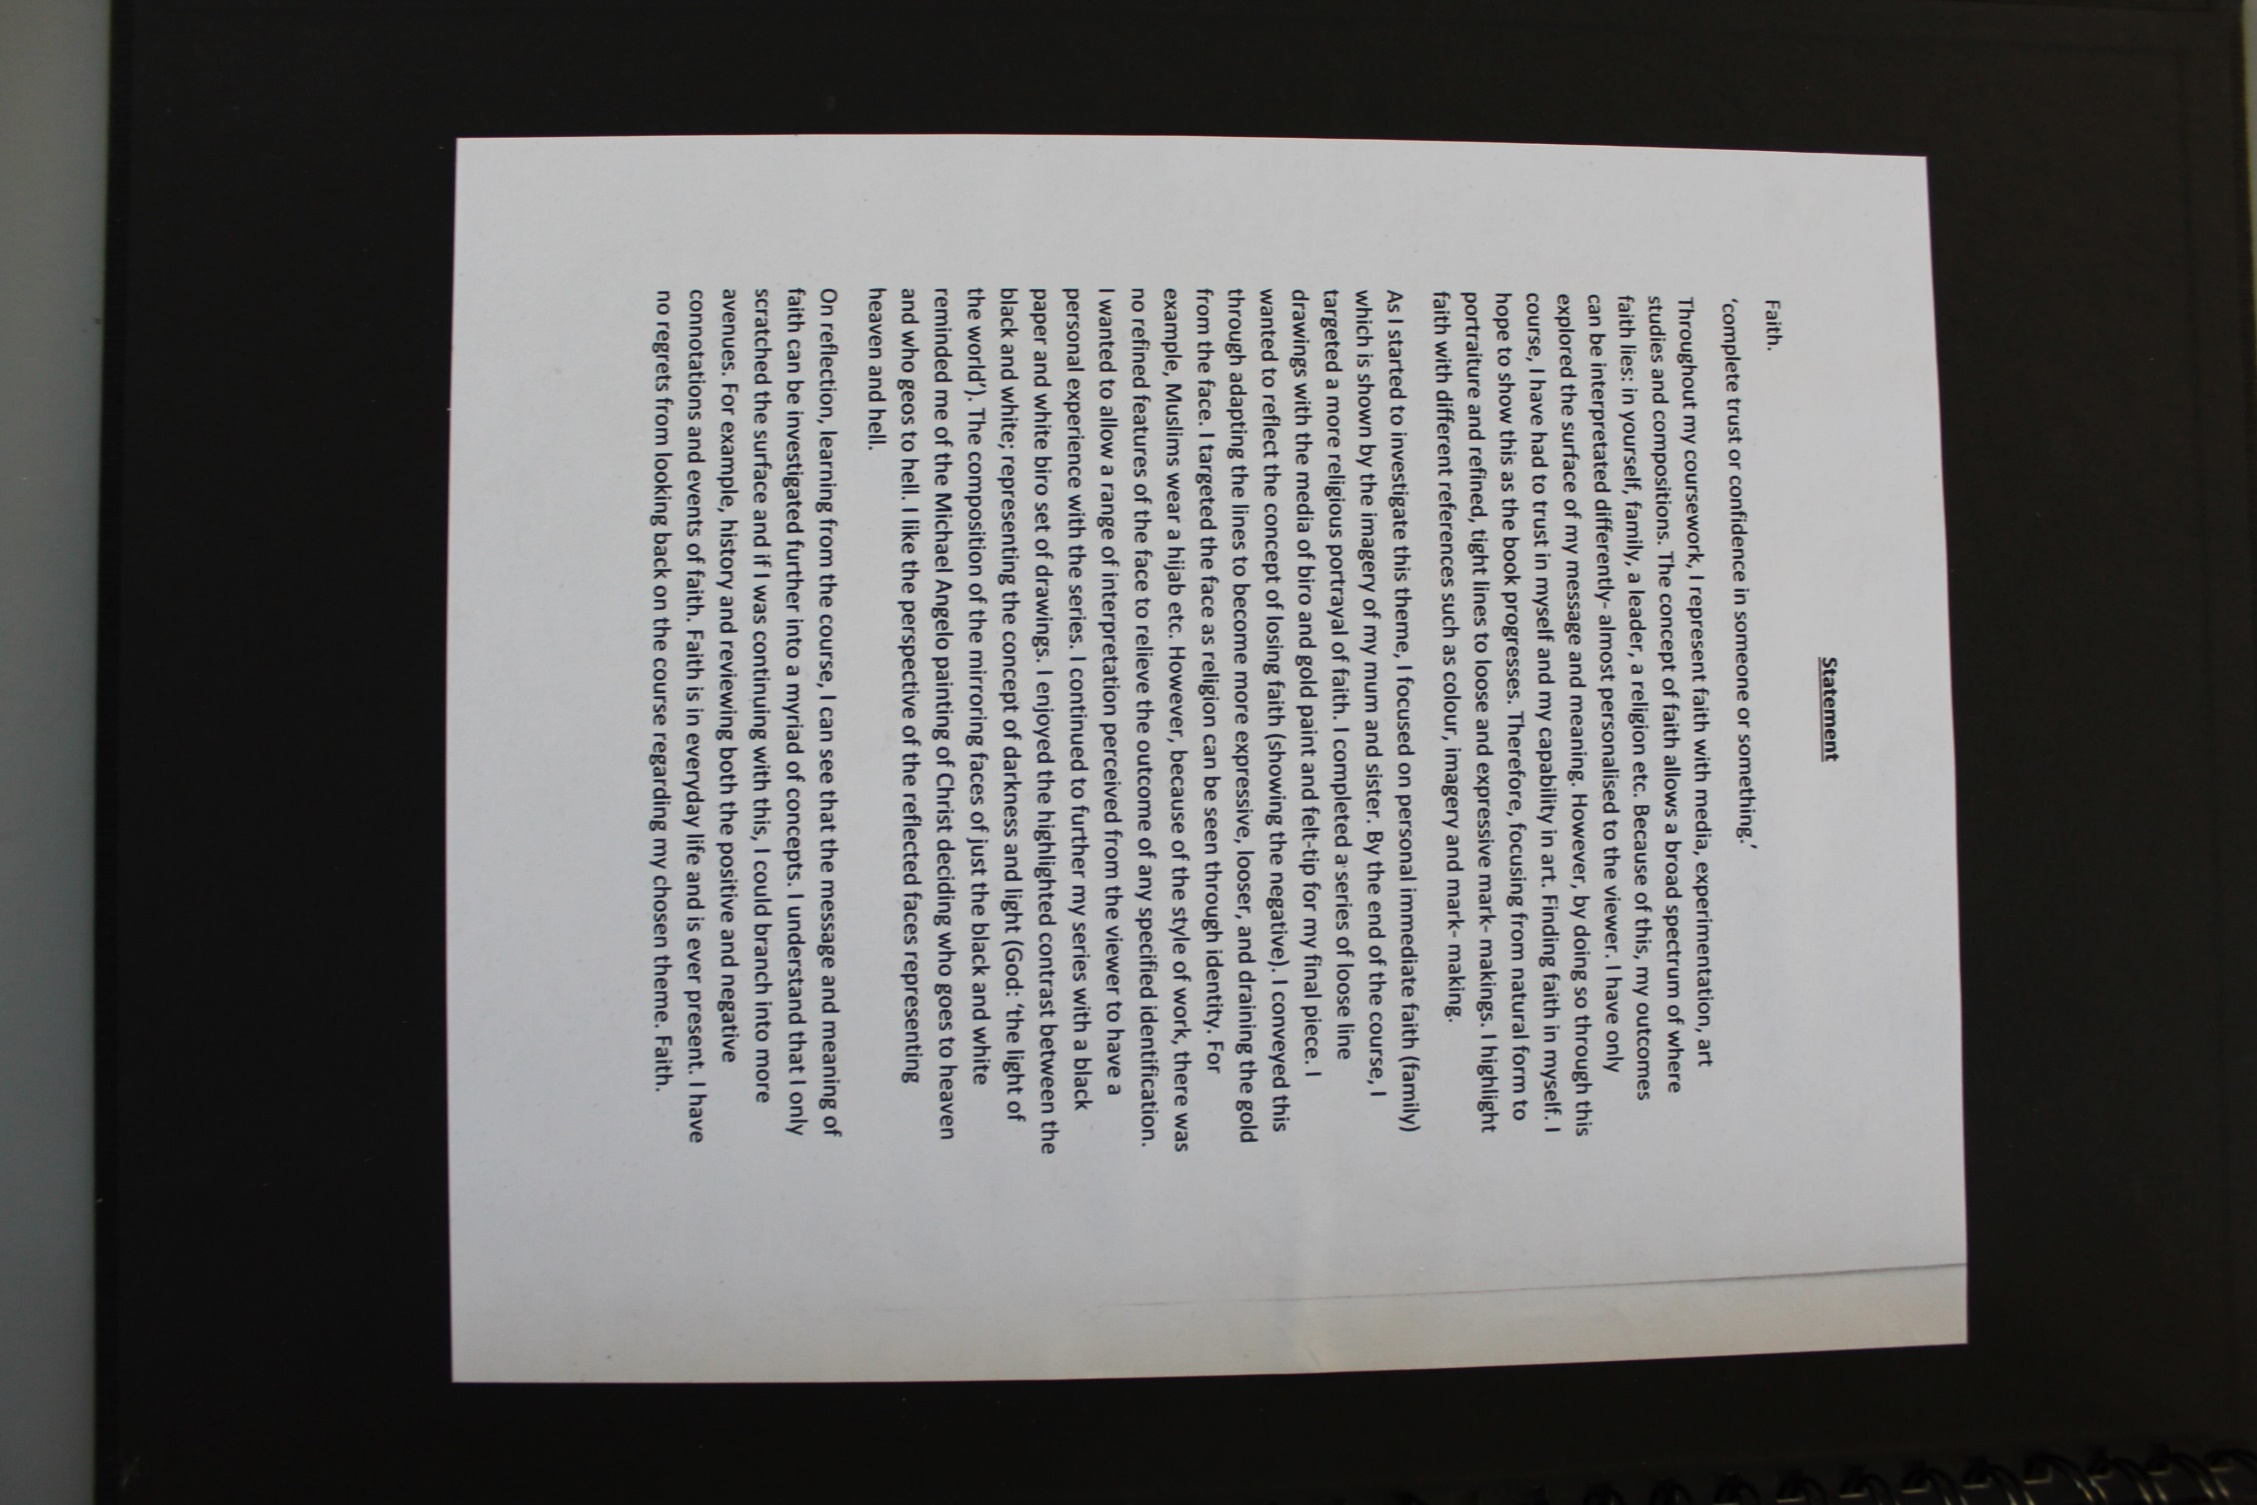 Statement
Faith.
‘complete trust or confidence in someone or something.’
Throughout my coursework, I represent faith with media, experimentation, art
studies and compositions. The concept of faith allows a broad spectrum of where
faith lies: in yourself, family, a leader, a religion etc. Because of this, my outcomes
can be interpretated differently- almost personalised to the viewer. I have only
explored the surface of my message and meaning. However, by doing so through this
course, I have had to trust in myself and my capability in art. Finding faith in myself. I
hope to show this as the book progresses. Therefore, focusing from natural form to
portraiture and refined, tight lines to loose and expressive mark- makings. I highlight
faith with different references such as colour, imagery and mark- making.
As I started to investigate this theme, I focused on personal immediate faith (family)
which is shown by the imagery of my mum and sister. By the end of the course, I
targeted a more religious portrayal of faith. I completed a series of loose line
drawings with the media of biro and gold paint and felt-tip for my final piece. I
wanted to reflect the concept of losing faith (showing the negative). I conveyed this
through adapting the lines to become more expressive, looser, and draining the gold
from the face. I targeted the face as religion can be seen through identity. For
example, Muslims wear a hijab etc. However, because of the style of work, there was
no refined features of the face to relieve the outcome of any specified identification.
I wanted to allow a range of interpretation perceived from the viewer to have a
personal experience with the series. I continued to further my series with a black
paper and white biro set of drawings. I enjoyed the highlighted contrast between the
black and white; representing the concept of darkness and light (God: ‘the light of
the world’). The composition of the mirroring faces of just the black and white
reminded me of the Michael Angelo painting of Christ deciding who goes to heaven
and who geos to hell. I like the perspective of the reflected faces representing
heaven and hell.
On reflection, learning from the course, I can see that the message and meaning of
faith can be investigated further into a myriad of concepts. I understand that I only
scratched the surface and if I was continuing with this, I could branch into more
avenues. For example, history and reviewing both the positive and negative
connotations and events of faith. Faith is in everyday life and is ever present. I have
no regrets from looking back on the course regarding my chosen theme. Faith.